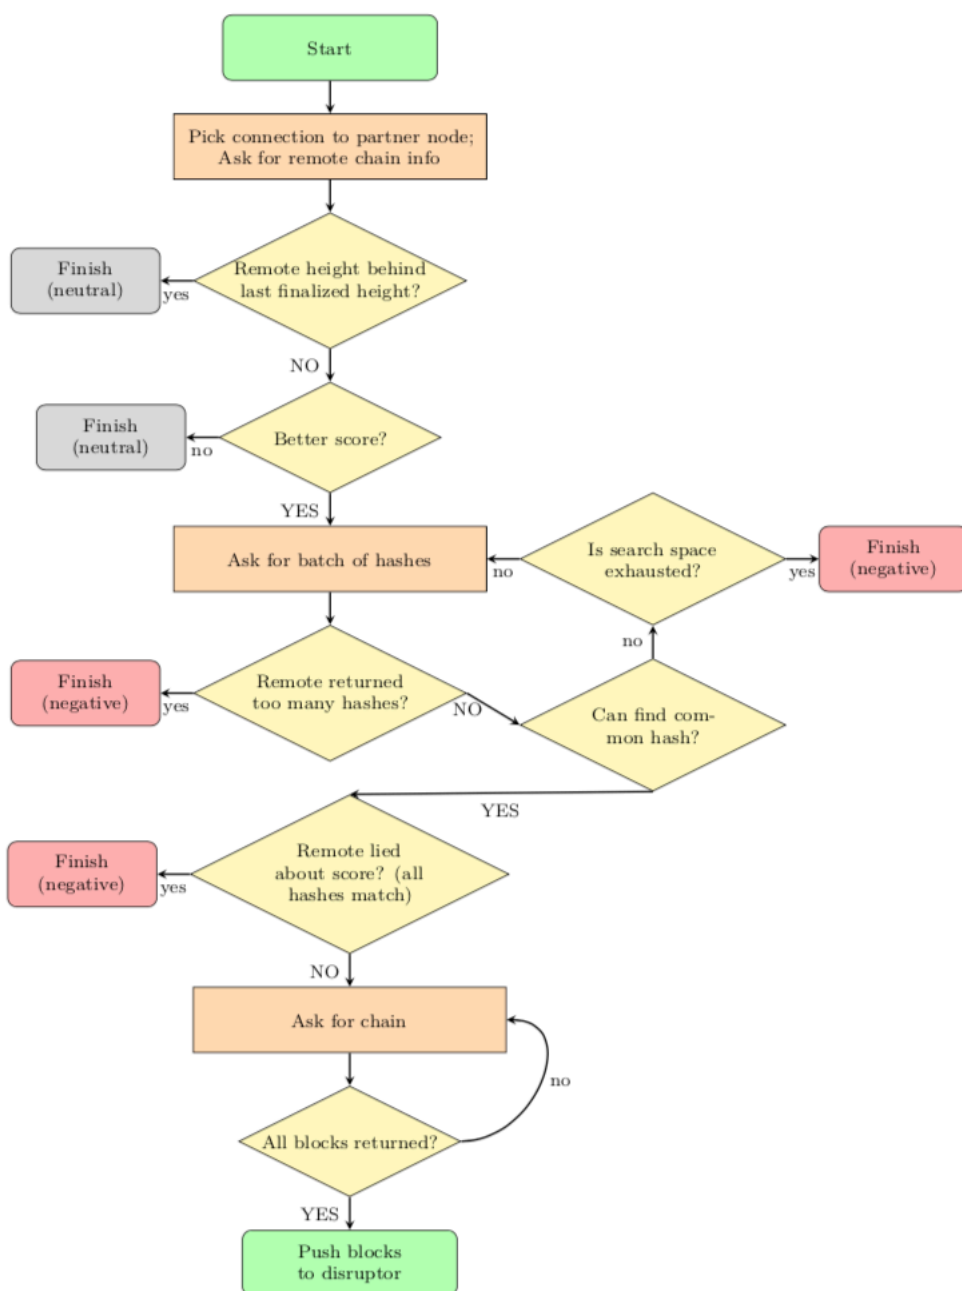 Start
Pick connection to partner node;
Ask for remote chain info
Remote height behind
last finalized height?
yes
Finish
(neutral)
NO
Better score?
no
Finish
(neutral)
YES
Ask for batch of hashes
no
Is search space
exhausted?
yes
Finish
(negative)
no
Remote returned
too many hashes?
yes
Finish
(negative)
NO
Can find com-
mon hash?
YES
Remote lied
about score? (all
hashes match)
yes
Finish
(negative)
NO
Ask for chain
no
All blocks returned?
YES
Push blocks
to disruptor